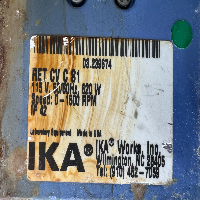 03.239674
RET CV C S1
115 V, 50/60Hz, 620 W
Speed: 0 - 1500 RPM
IP 42
Laboratory Equipment Made in USA
IKA® IKA® Works, Inc.
Wilmington, NC 28405
Tel: (910) 452 - 7059